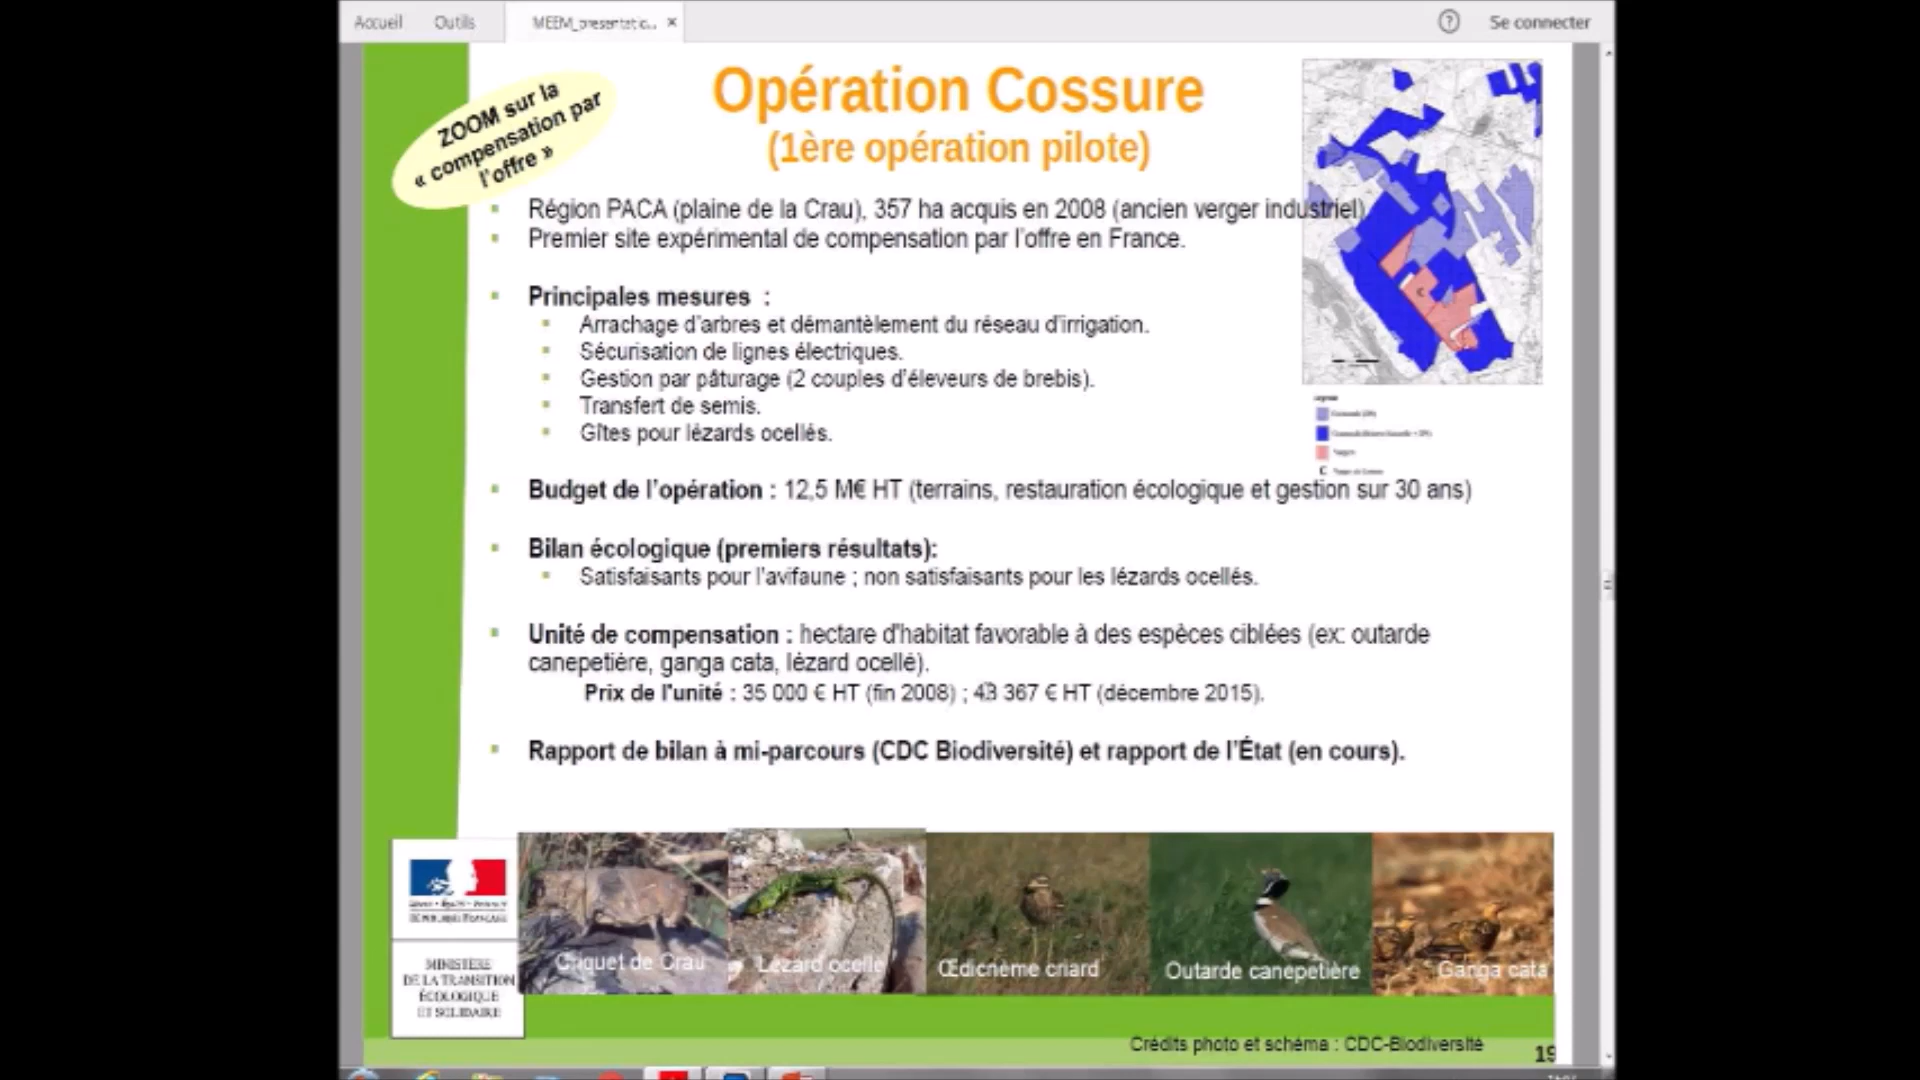 Accueil
Outils
MEEM_presentatio... ×
?
Se connecter
ZOOM sur la
« compensation par
l'offre »
Opération Cossure
(1ère opération pilote)
Région PACA (plaine de la Crau), 357 ha acquis en 2008 (ancien verger industriel)
Premier site expérimental de compensation par l'offre en France.
Principales mesures :
Arrachage d'arbres et démantèlement du réseau d'irrigation.
Sécurisation de lignes électriques.
Gestion par pâturage (2 couples d'éleveurs de brebis).
Transfert de semis.
Gîtes pour lézards ocellés.
C
C
Budget de l'opération : 12,5 M€ HT (terrains, restauration écologique et gestion sur 30 ans)
Bilan écologique (premiers résultats):
Satisfaisants pour l'avifaune ; non satisfaisants pour les lézards ocellés.
Unité de compensation : hectare d'habitat favorable à des espèces ciblées (ex: outarde
canepetière, ganga cata, lézard ocellé).
Prix de l'unité : 35 000 € HT (fin 2008) ; 43 367 € HT (décembre 2015).
Rapport de bilan à mi-parcours (CDC Biodiversité) et rapport de l'État (en cours).
Criquet de Crau
Lézard ocellé
Œdicnème criard
Outarde canepetière
Ganga cata
RÉPUBLIQUE FRANÇAISE
MINISTÈRE
DE LA TRANSITION
ÉCOLOGIQUE
ET SOLIDAIRE
Crédits photo et schéma : CDC-Biodiversité
19